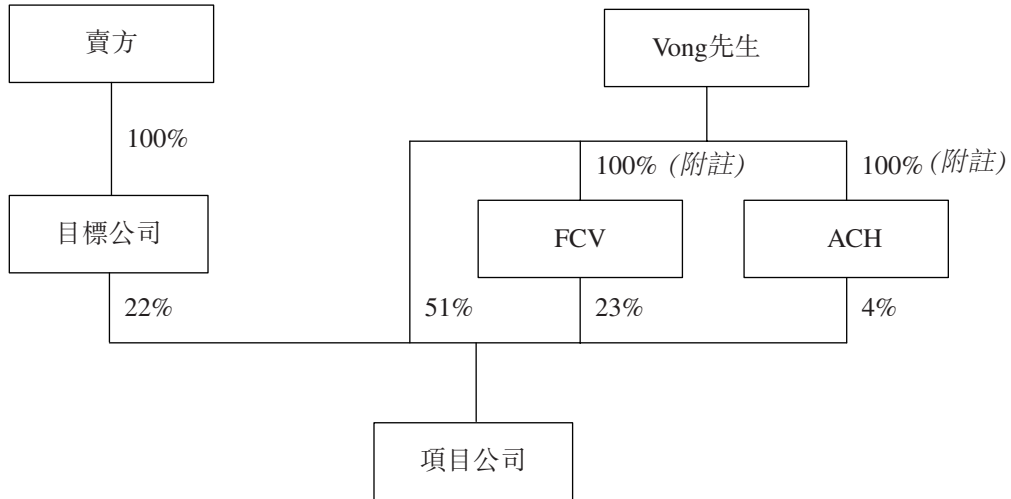 賣方
Vong先生
100%
100% (附註)
100% (附註)
目標公司
FCV
ACH
22%
51%
23%
4%
項目公司